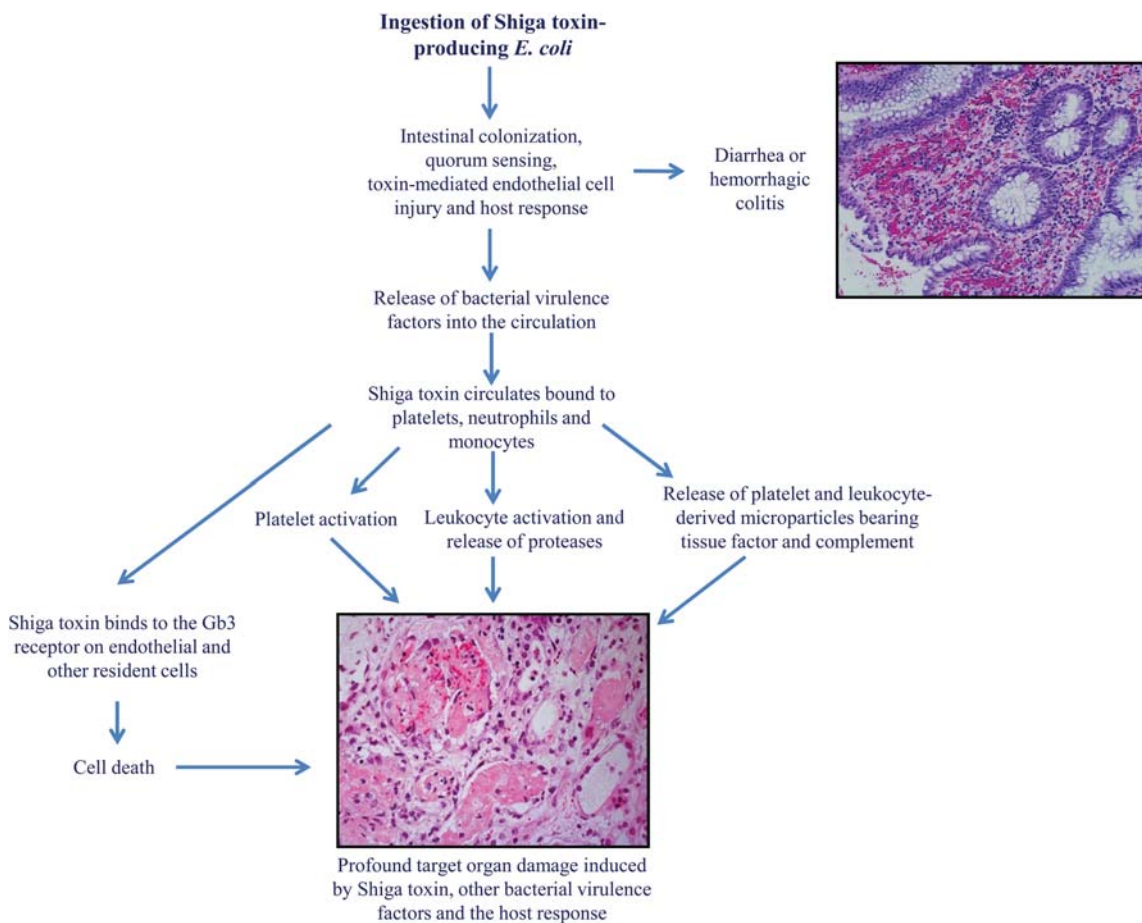 Ingestion of Shiga toxin-
producing E. coli
Intestinal colonization,
quorum sensing,
toxin-mediated endothelial cell
injury and host response
Diarrhea or
hemorrhagic
colitis
Release of bacterial virulence
factors into the circulation
Shiga toxin circulates bound to
platelets, neutrophils and
monocytes
Platelet activation
Leukocyte activation and
release of proteases
Release of platelet and leukocyte-
derived microparticles bearing
tissue factor and complement
Shiga toxin binds to the Gb3
receptor on endothelial and
other resident cells
Cell death
Profound target organ damage induced
by Shiga toxin, other bacterial virulence
factors and the host response